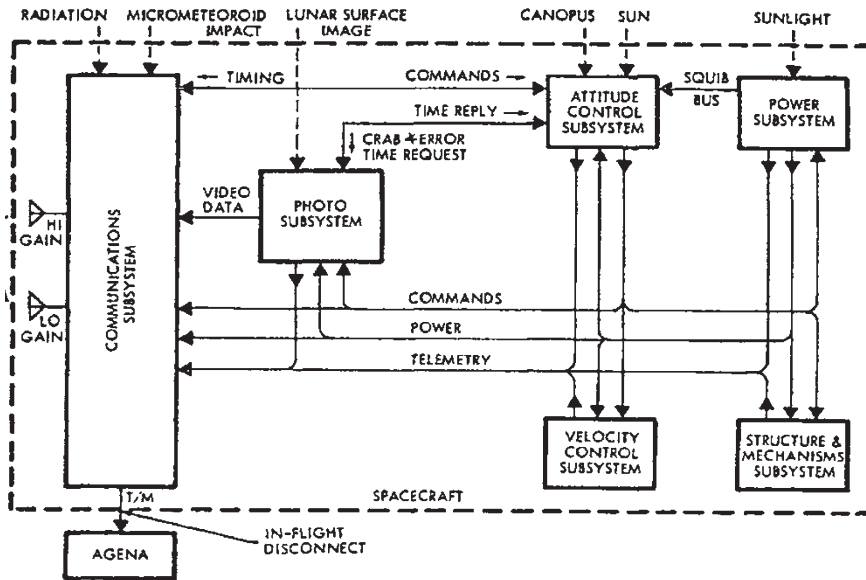 RADIATION
MICROMETEOROID
IMPACT
LUNAR SURFACE
IMAGE
CANOPUS
SUN
SUNLIGHT
TIMING
COMMANDS
ATTITUDE
CONTROL
SUBSYSTEM
SQUIB
BUS
POWER
SUBSYSTEM
TIME REPLY
CRAB ∡ ERROR
TIME REQUEST
VIDEO
DATA
PHOTO
SUBSYSTEM
HI
GAIN
COMMUNICATIONS
SUBSYSTEM
LO
GAIN
COMMANDS
POWER
TELEMETRY
VELOCITY
CONTROL
SUBSYSTEM
STRUCTURE &
MECHANISMS
SUBSYSTEM
T/M
SPACECRAFT
IN-FLIGHT
DISCONNECT
AGENA